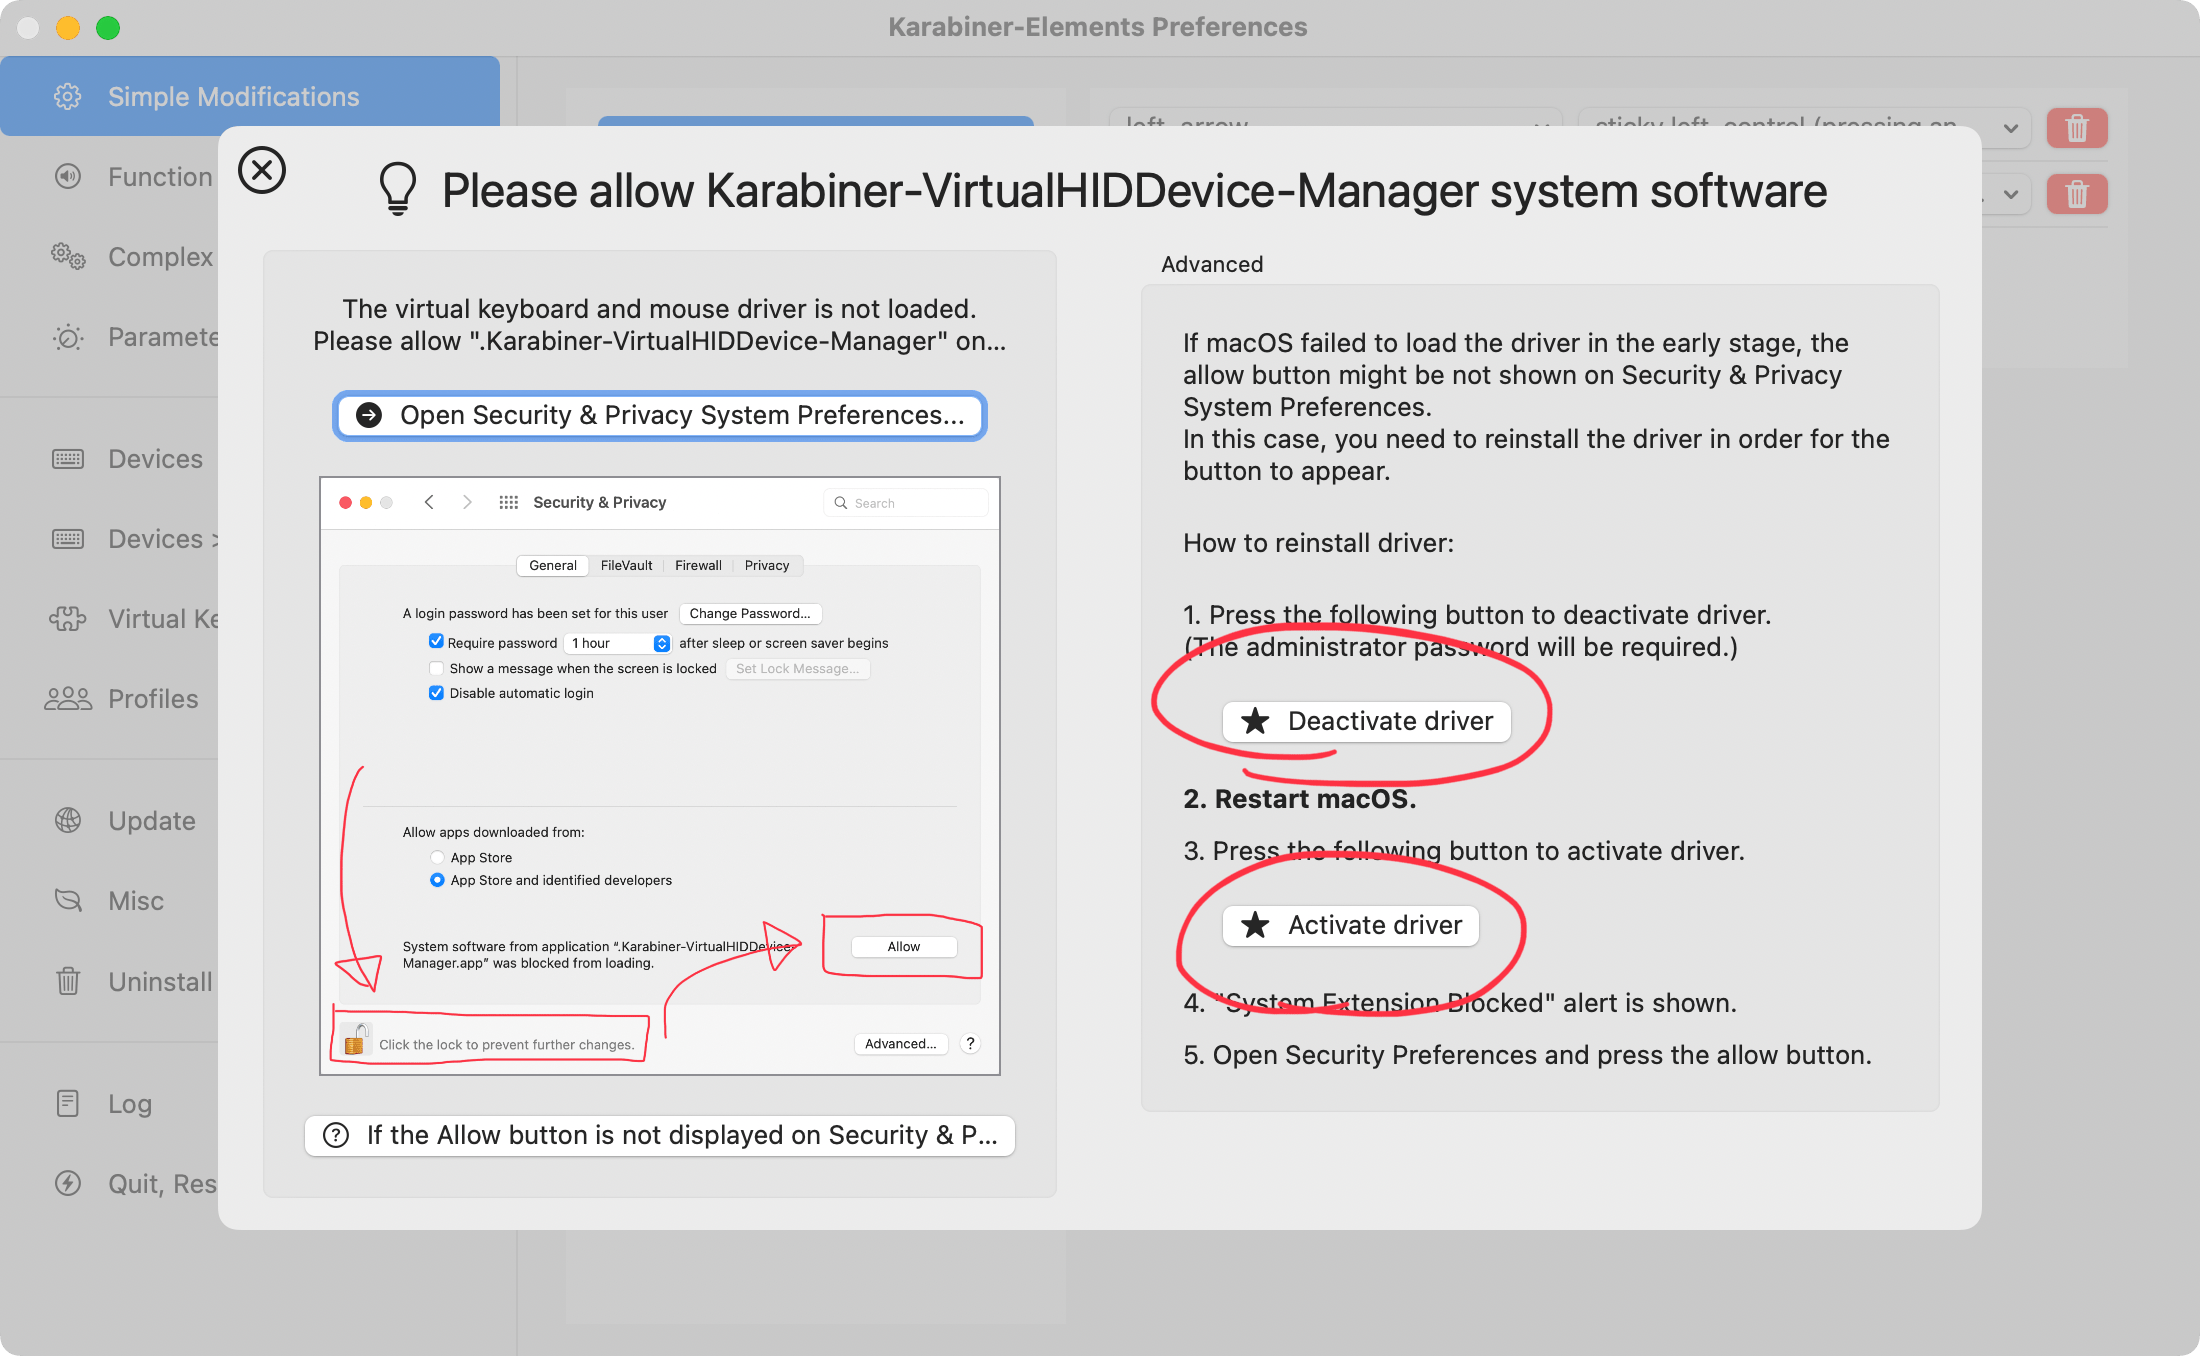 Karabiner-Elements Preferences
Simple Modifications
Function
Complex
Paramete
Devices
Devices >
Virtual Ke
Profiles
Update
Misc
Uninstall
Log
Quit, Res
left_arrow
sticky left_control (pressing an
Please allow Karabiner-VirtualHIDDevice-Manager system software
The virtual keyboard and mouse driver is not loaded.
Please allow ".Karabiner-VirtualHIDDevice-Manager" on...
Open Security & Privacy System Preferences...
Security & Privacy
Search
General FileVault Firewall Privacy
A login password has been set for this user Change Password...
Require password 1 hour after sleep or screen saver begins
Show a message when the screen is locked Set Lock Message...
Disable automatic login
Allow apps downloaded from:
App Store
App Store and identified developers
System software from application “.Karabiner-VirtualHIDDevice-
Manager.app” was blocked from loading.
Allow
Click the lock to prevent further changes.
Advanced... ?
? If the Allow button is not displayed on Security & P...
Advanced
If macOS failed to load the driver in the early stage, the
allow button might be not shown on Security & Privacy
System Preferences.
In this case, you need to reinstall the driver in order for the
button to appear.
How to reinstall driver:
1. Press the following button to deactivate driver.
(The administrator password will be required.)
★ Deactivate driver
2. Restart macOS.
3. Press the following button to activate driver.
★ Activate driver
4. "System Extension Blocked" alert is shown.
5. Open Security Preferences and press the allow button.